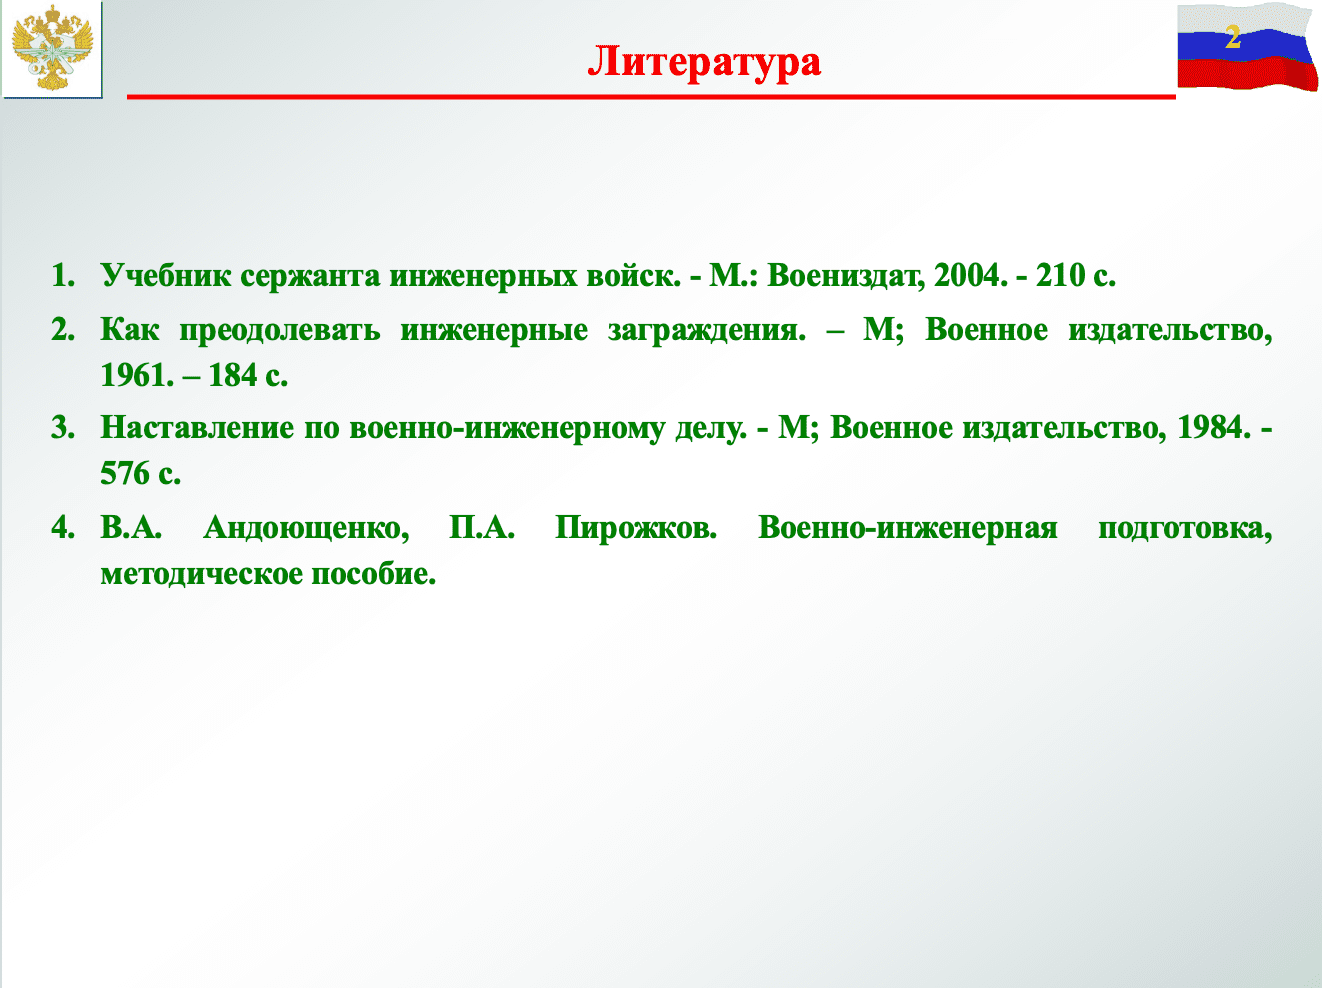 Литература
2
1. Учебник сержанта инженерных войск. - М.: Воениздат, 2004. - 210 с.
2. Как преодолевать инженерные заграждения. – М; Военное издательство,
1961. – 184 с.
3. Наставление по военно-инженерному делу. - М; Военное издательство, 1984. -
576 с.
4. В.А. Андоющенко, П.А. Пирожков. Военно-инженерная подготовка,
методическое пособие.